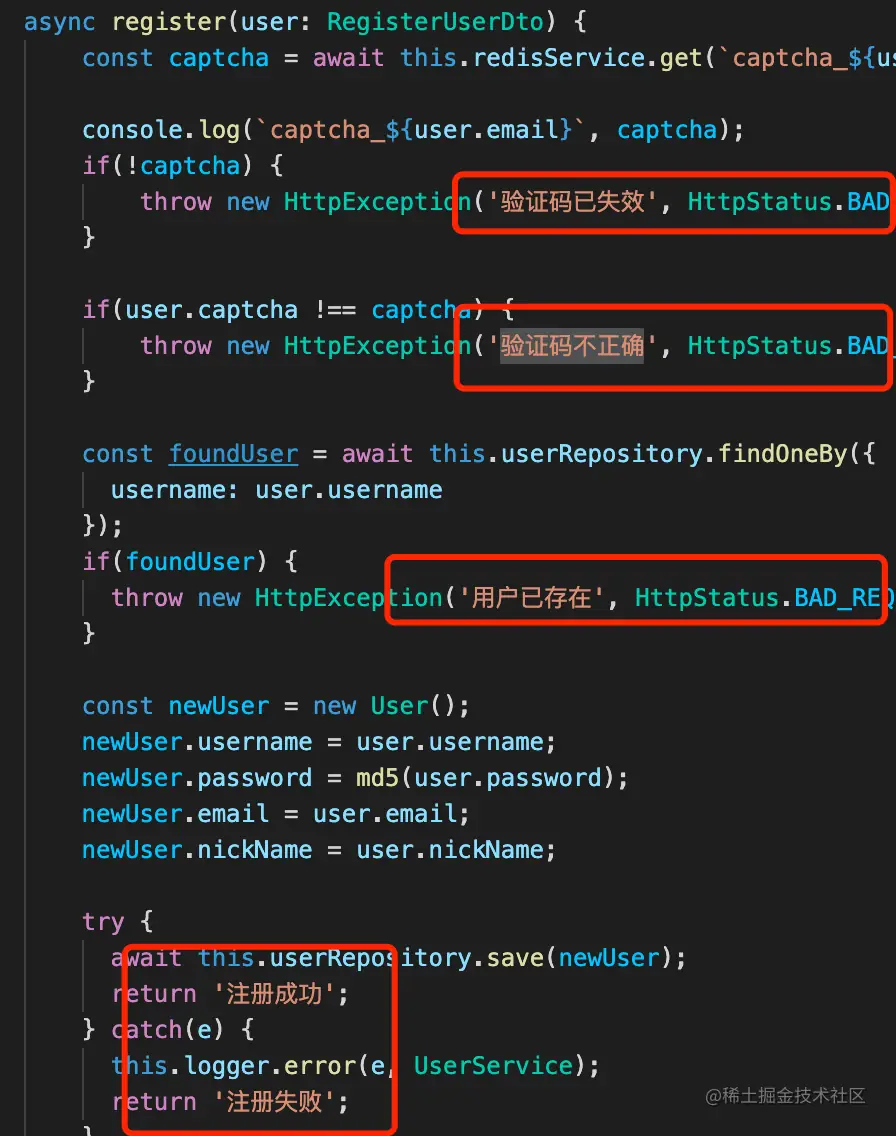 async register(user: RegisterUserDto) {
const captcha = await this.redisService.get(`captcha_${us
console.log(`captcha_${user.email}`, captcha);
if(!captcha) {
throw new HttpException('验证码已失效', HttpStatus.BAD
}
if(user.captcha !== captcha) {
throw new HttpException('验证码不正确', HttpStatus.BAD_
}
const foundUser = await this.userRepository.findOneBy({
username: user.username
});
if(foundUser) {
throw new HttpException('用户已存在', HttpStatus.BAD_REQ
}
const newUser = new User();
newUser.username = user.username;
newUser.password = md5(user.password);
newUser.email = user.email;
newUser.nickName = user.nickName;
try {
await this.userRepository.save(newUser);
return '注册成功';
} catch(e) {
this.logger.error(e, UserService);
return '注册失败';
}
@稀土掘金技术社区